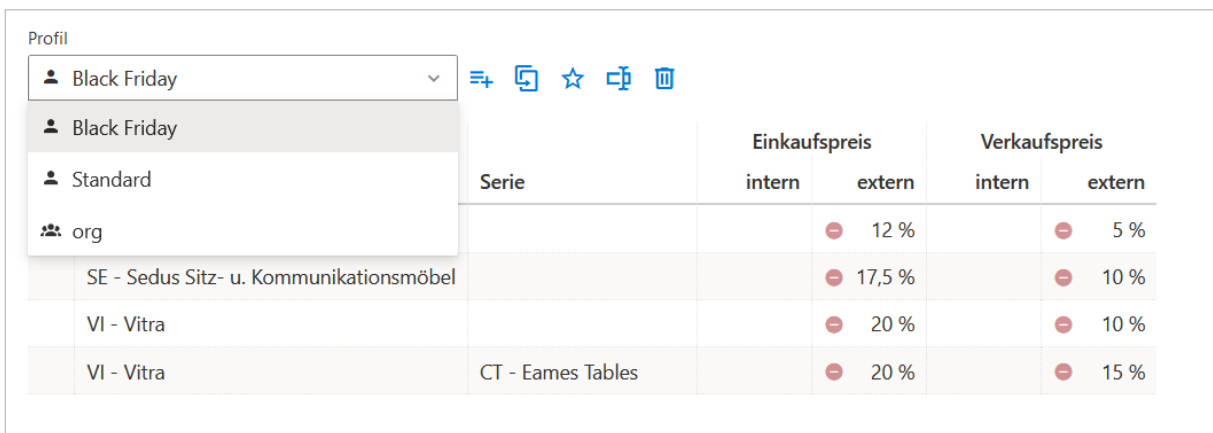 Profil
Black Friday
Black Friday
Standard
org
Einkaufspreis Verkaufspreis
Serie intern extern intern extern
12 % 5 %
SE - Sedus Sitz- u. Kommunikationsmöbel 17,5 % 10 %
VI - Vitra 20 % 10 %
VI - Vitra CT - Eames Tables 20 % 15 %